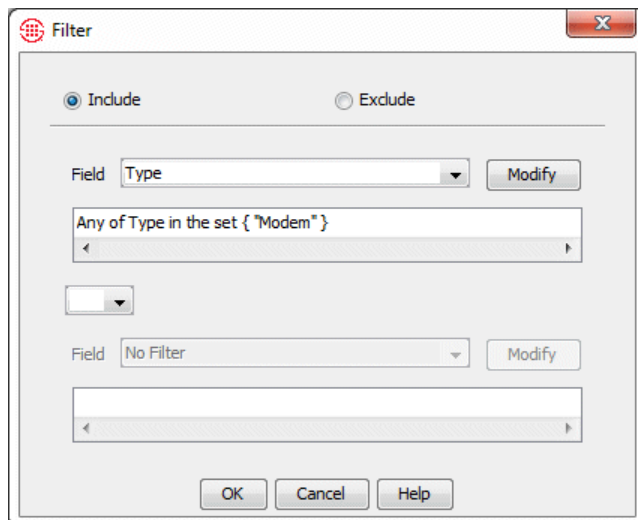 Filter
Include Exclude
Field Type Modify
Any of Type in the set { "Modem" }
Field No Filter Modify
OK Cancel Help